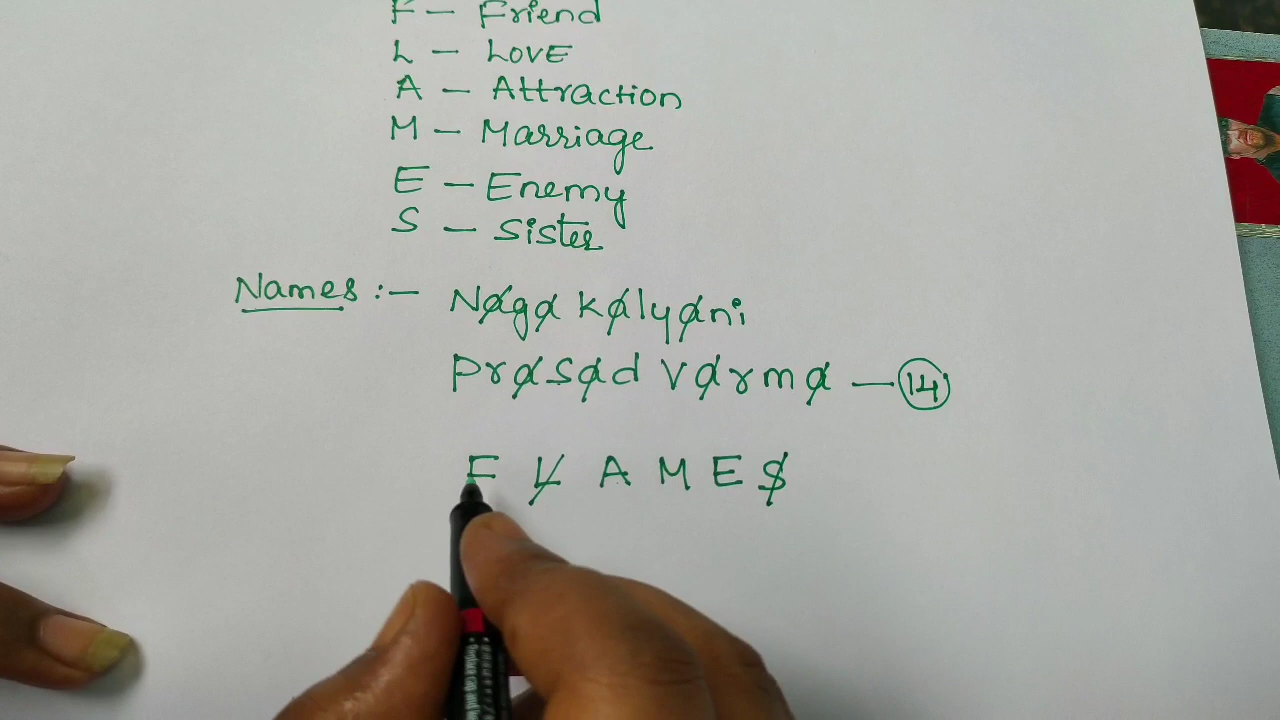 F - Friend
L - LOVE
A - Attraction
M - Marriage
E - Enemy
S - Sister
Names :- Naga kalyani
Prasad varma - 14
F L A M E S